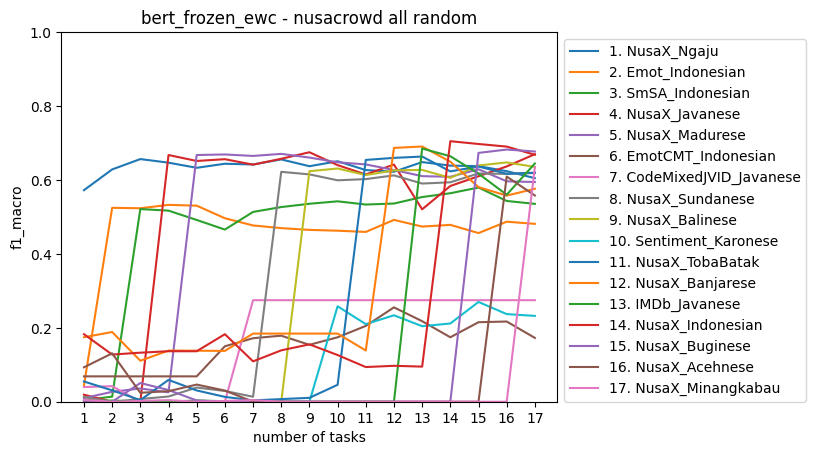 bert_frozen_ewc - nusacrowd all random
1.0
0.8
0.6
0.4
0.2
0.0
f1_macro
1 2 3 4 5 6 7 8 9 10 11 12 13 14 15 16 17
number of tasks
1. NusaX_Ngaju
2. Emot_Indonesian
3. SmSA_Indonesian
4. NusaX_Javanese
5. NusaX_Madurese
6. EmotCMT_Indonesian
7. CodeMixedJVID_Javanese
8. NusaX_Sundanese
9. NusaX_Balinese
10. Sentiment_Karonese
11. NusaX_TobaBatak
12. NusaX_Banjarese
13. IMDb_Javanese
14. NusaX_Indonesian
15. NusaX_Buginese
16. NusaX_Acehnese
17. NusaX_Minangkabau